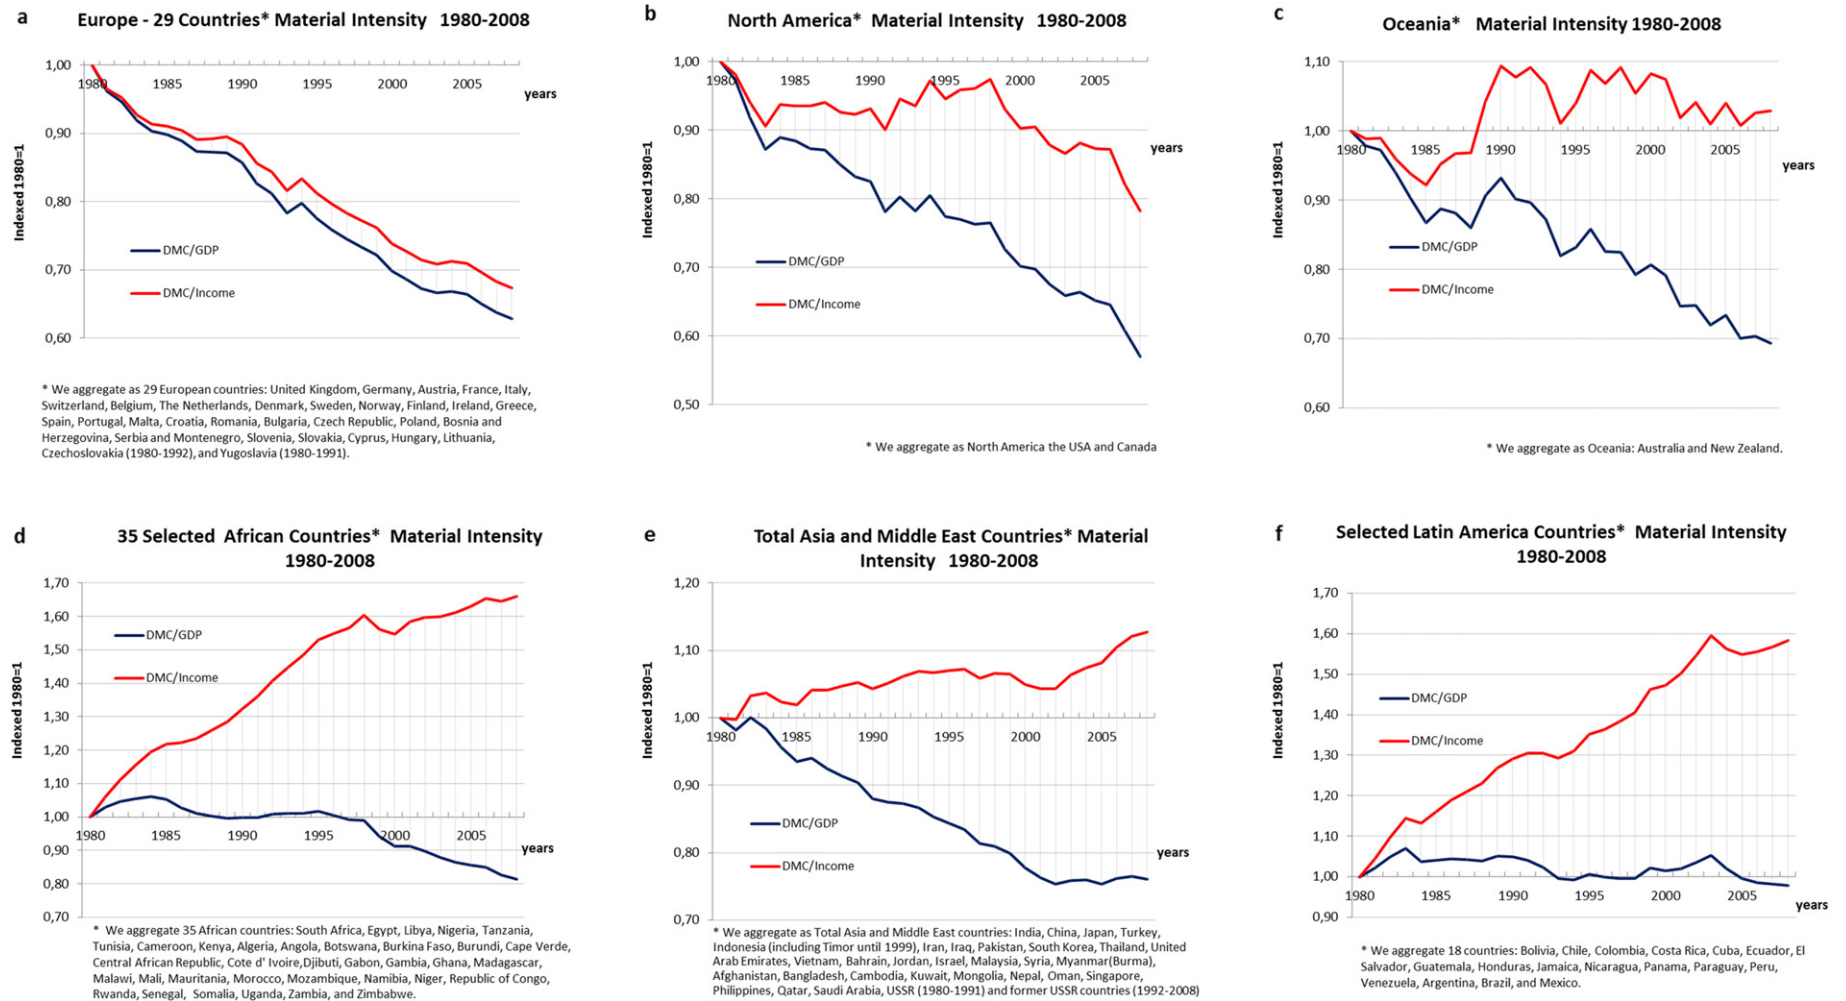 a
Europe - 29 Countries* Material Intensity 1980-2008
1,00
0,90
0,80
0,70
0,60
1980
1985
1990
1995
2000
2005
years
Indexed 1980=1
DMC/GDP
DMC/Income
* We aggregate as 29 European countries: United Kingdom, Germany, Austria, France, Italy,
Switzerland, Belgium, The Netherlands, Denmark, Sweden, Norway, Finland, Ireland, Greece,
Spain, Portugal, Malta, Croatia, Romania, Bulgaria, Czech Republic, Poland, Bosnia and
Herzegovina, Serbia and Montenegro, Slovenia, Slovakia, Cyprus, Hungary, Lithuania,
Czechoslovakia (1980-1992), and Yugoslavia (1980-1991).
b
North America* Material Intensity 1980-2008
1,00
0,90
0,80
0,70
0,60
0,50
1980
1985
1990
1995
2000
2005
years
Indexed 1980=1
DMC/GDP
DMC/Income
* We aggregate as North America the USA and Canada
c
Oceania* Material Intensity 1980-2008
1,10
1,00
0,90
0,80
0,70
0,60
1980
1985
1990
1995
2000
2005
years
Indexed 1980=1
DMC/GDP
DMC/Income
* We aggregate as Oceania: Australia and New Zealand.
d
35 Selected African Countries* Material Intensity
1980-2008
1,70
1,60
1,50
1,40
1,30
1,20
1,10
1,00
0,90
0,80
0,70
1980
1985
1990
1995
2000
2005
years
Indexed 1980=1
DMC/GDP
DMC/Income
* We aggregate 35 African countries: South Africa, Egypt, Libya, Nigeria, Tanzania,
Tunisia, Cameroon, Kenya, Algeria, Angola, Botswana, Burkina Faso, Burundi, Cape Verde,
Central African Republic, Cote d' Ivoire,Djibuti, Gabon, Gambia, Ghana, Madagascar,
Malawi, Mali, Mauritania, Morocco, Mozambique, Namibia, Niger, Republic of Congo,
Rwanda, Senegal, Somalia, Uganda, Zambia, and Zimbabwe.
e
Total Asia and Middle East Countries* Material
Intensity 1980-2008
1,20
1,10
1,00
0,90
0,80
0,70
1980
1985
1990
1995
2000
2005
years
Indexed 1980=1
DMC/GDP
DMC/Income
* We aggregate as Total Asia and Middle East countries: India, China, Japan, Turkey,
Indonesia (including Timor until 1999), Iran, Iraq, Pakistan, South Korea, Thailand, United
Arab Emirates, Vietnam, Bahrain, Jordan, Israel, Malaysia, Syria, Myanmar(Burma),
Afghanistan, Bangladesh, Cambodia, Kuwait, Mongolia, Nepal, Oman, Singapore,
Philippines, Qatar, Saudi Arabia, USSR (1980-1991) and former USSR countries (1992-2008)
f
Selected Latin America Countries* Material Intensity
1980-2008
1,70
1,60
1,50
1,40
1,30
1,20
1,10
1,00
0,90
1980
1985
1990
1995
2000
2005
years
Indexed 1980=1
DMC/GDP
DMC/Income
* We aggregate 18 countries: Bolivia, Chile, Colombia, Costa Rica, Cuba, Ecuador, El
Salvador, Guatemala, Honduras, Jamaica, Nicaragua, Panama, Paraguay, Peru,
Venezuela, Argentina, Brazil, and Mexico.